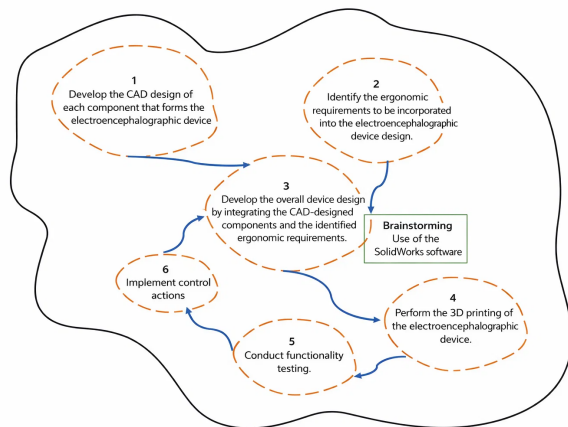 1
Develop the CAD design of
each component that forms the
electroencephalographic device
2
Identify the ergonomic
requirements to be incorporated
into the electroencephalographic
device design.
3
Develop the overall device design
by integrating the CAD-designed
components and the identified
ergonomic requirements.
Brainstorming
Use of the
SolidWorks software
6
Implement control
actions
4
Perform the 3D printing of
the electroencephalographic
device.
5
Conduct functionality
testing.